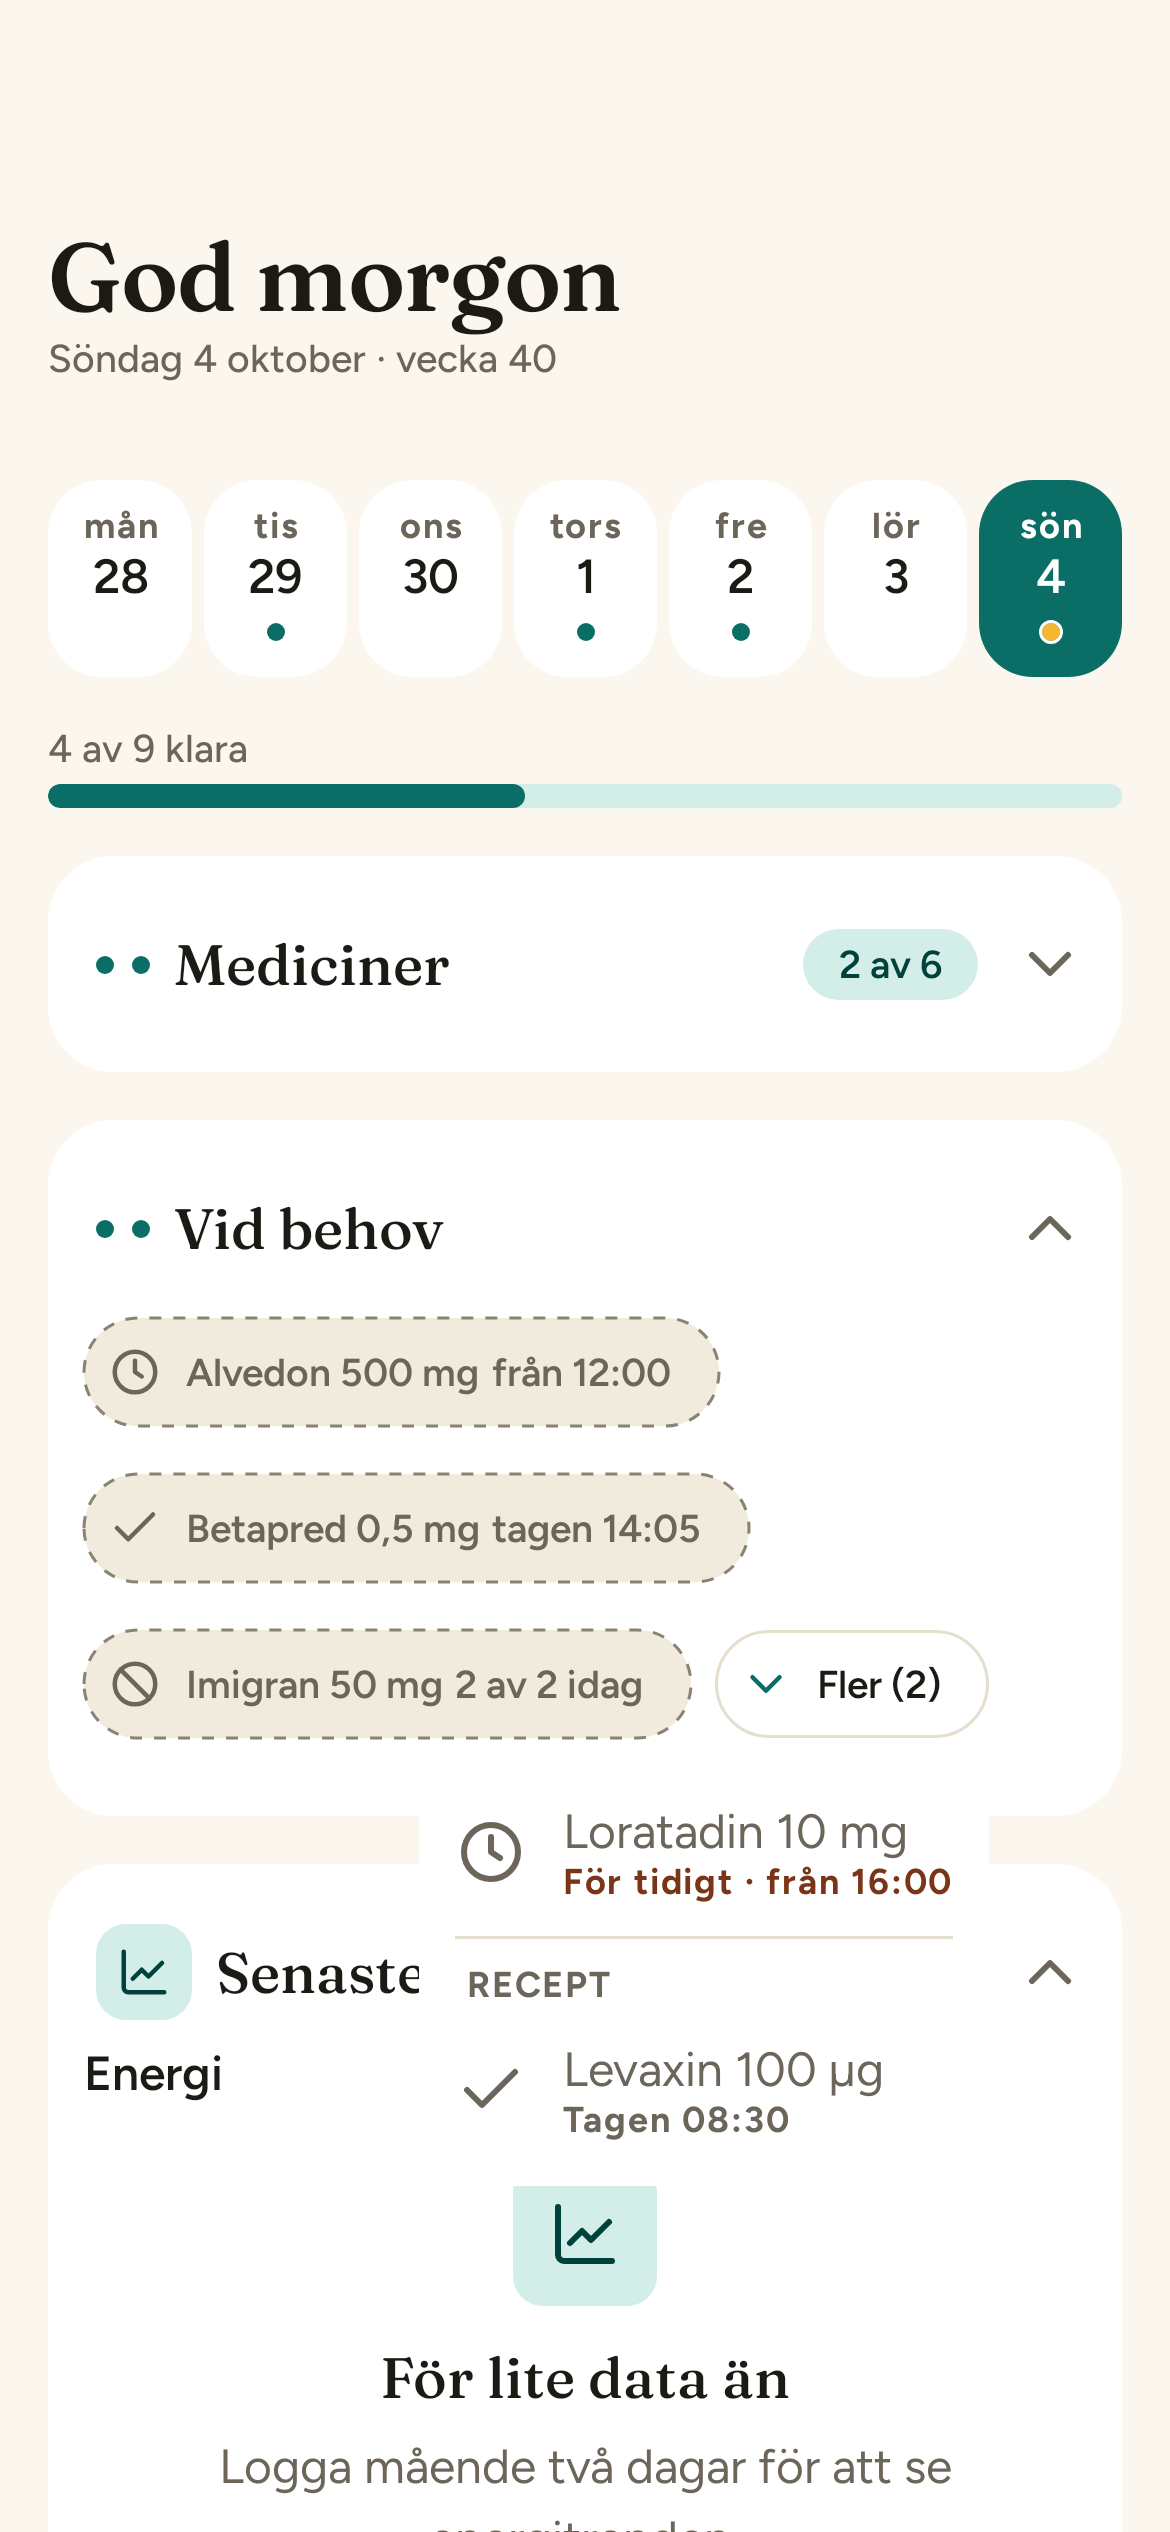 God morgon
Söndag 4 oktober · vecka 40
mån tis ons tors fre lör sön
28 29 30 1 2 3 4
4 av 9 klara
Mediciner 2 av 6
Vid behov
Alvedon 500 mg från 12:00
Betapred 0,5 mg tagen 14:05
Imigran 50 mg 2 av 2 idag Fler (2)
Loratadin 10 mg
För tidigt · från 16:00
Senaste
RECEPT
Energi
Levaxin 100 µg
Tagen 08:30
För lite data än
Logga mående två dagar för att se